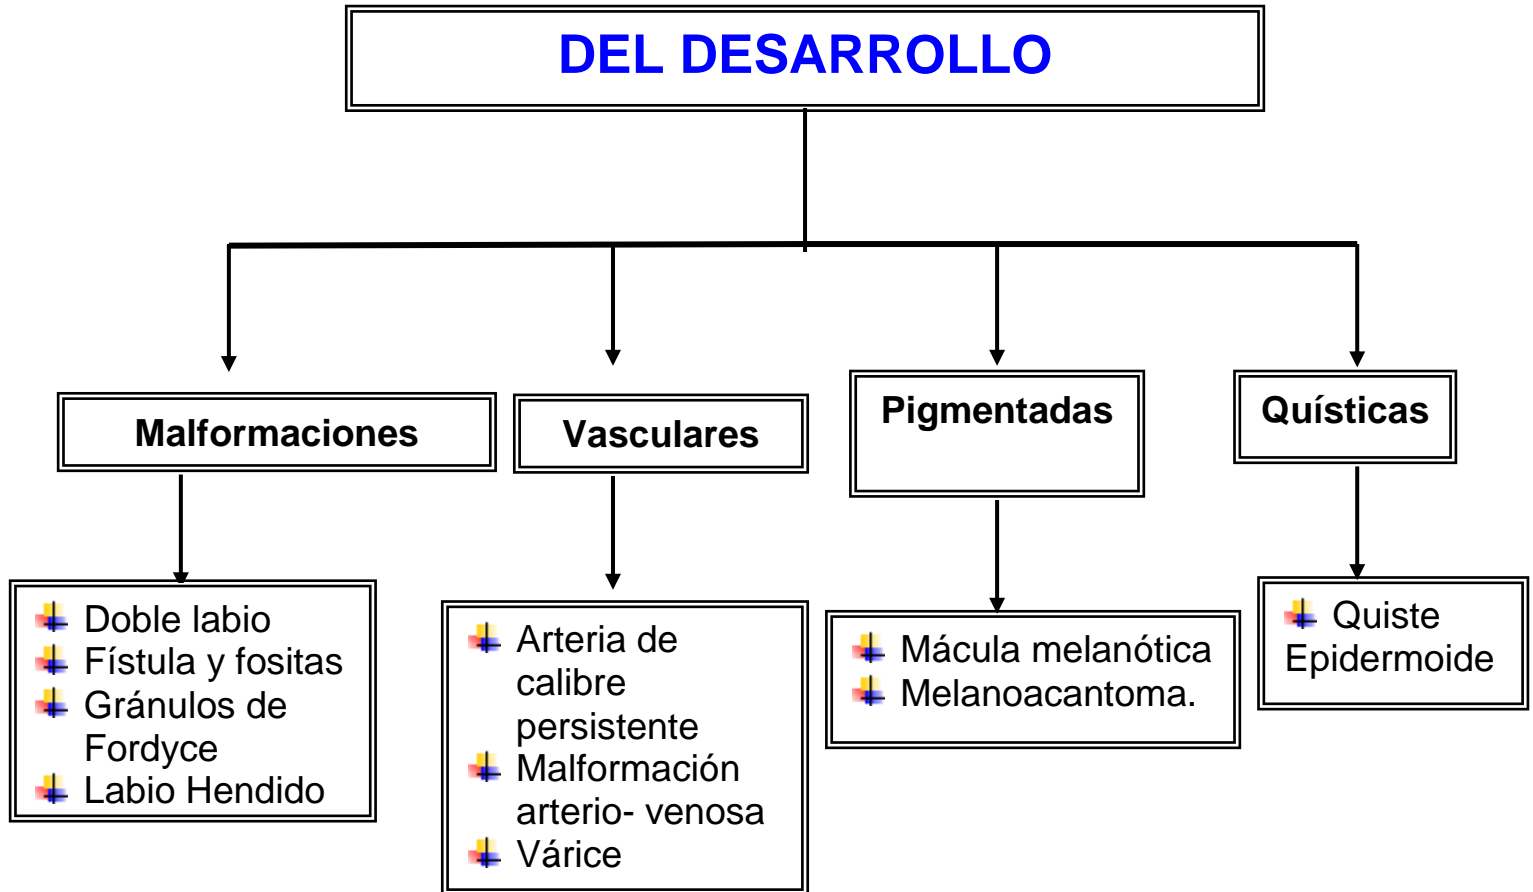 DEL DESARROLLO
Malformaciones
Vasculares
Pigmentadas
Quísticas
Doble labio
Fístula y fositas
Gránulos de
Fordyce
Labio Hendido
Arteria de
calibre
persistente
Malformación
arterio- venosa
Várice
Mácula melanótica
Melanoacantoma.
Quiste
Epidermoide